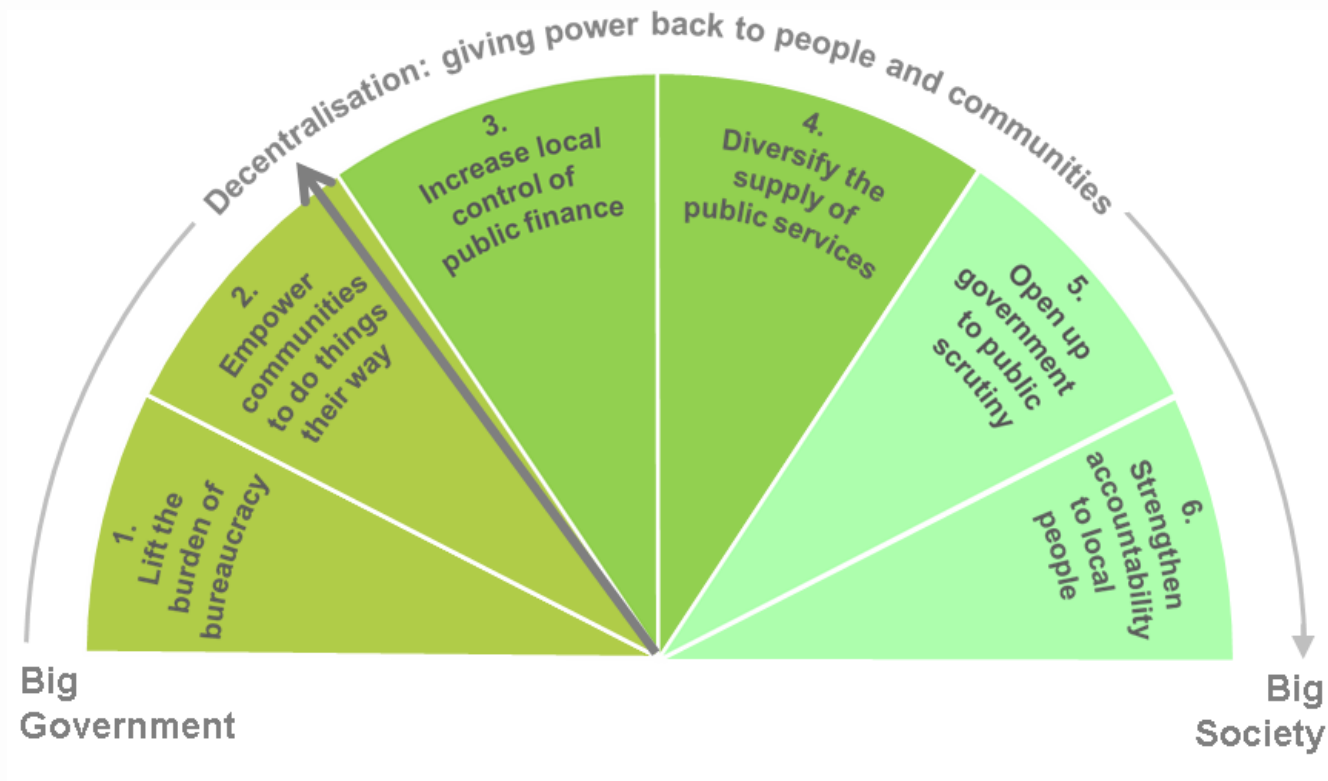 Decentralisation: giving power back to people and communities
1.
Lift the
burden of
bureaucracy
2.
Empower
communities
to do things
their way
3.
Increase local
control of
public finance
4.
Diversify the
supply of
public services
5.
Open up
government
to public
scrutiny
6.
Strengthen
accountability
to local
people
Big
Government
Big
Society